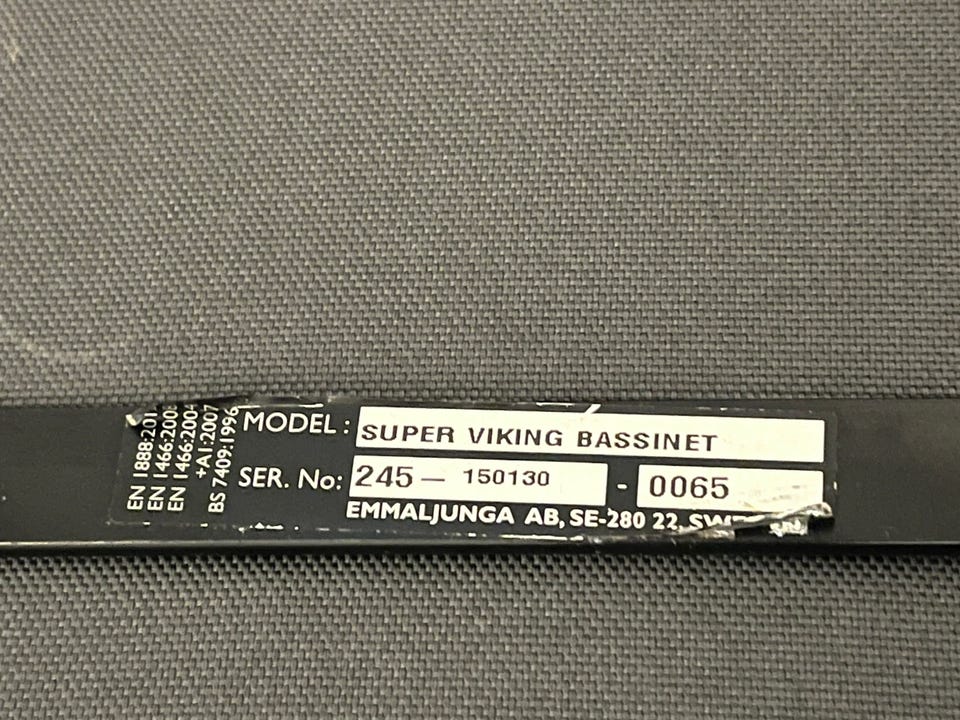 EN 1888:201
EN 1466:200
EN 1466:2004
+A1:2007
BS 7409:1996
MODEL : SUPER VIKING BASSINET
SER. No: 245 - 150130 - 0065
EMMALJUNGA AB, SE-280 22,